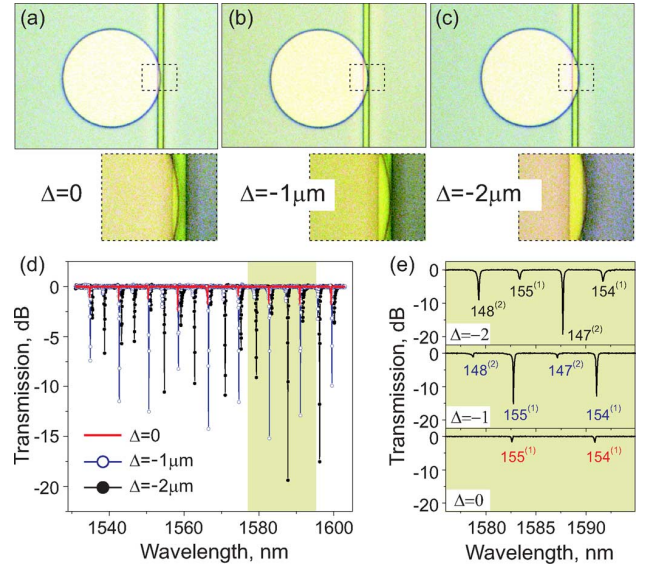 (a)
(b)
(c)
Δ=0
Δ=-1μm
Δ=-2μm
(d)
Transmission, dB
0
-5
-10
-15
-20
Δ=0
Δ=-1μm
Δ=-2μm
1540
1560
1580
1600
Wavelength, nm
(e)
Transmission, dB
0
-10
-20
148(2)
155(1)
147(2)
154(1)
Δ=−2
0
-10
-20
148(2)
155(1)
147(2)
154(1)
Δ=−1
0
-10
-20
155(1)
154(1)
Δ=0
1580
1585
1590
Wavelength, nm